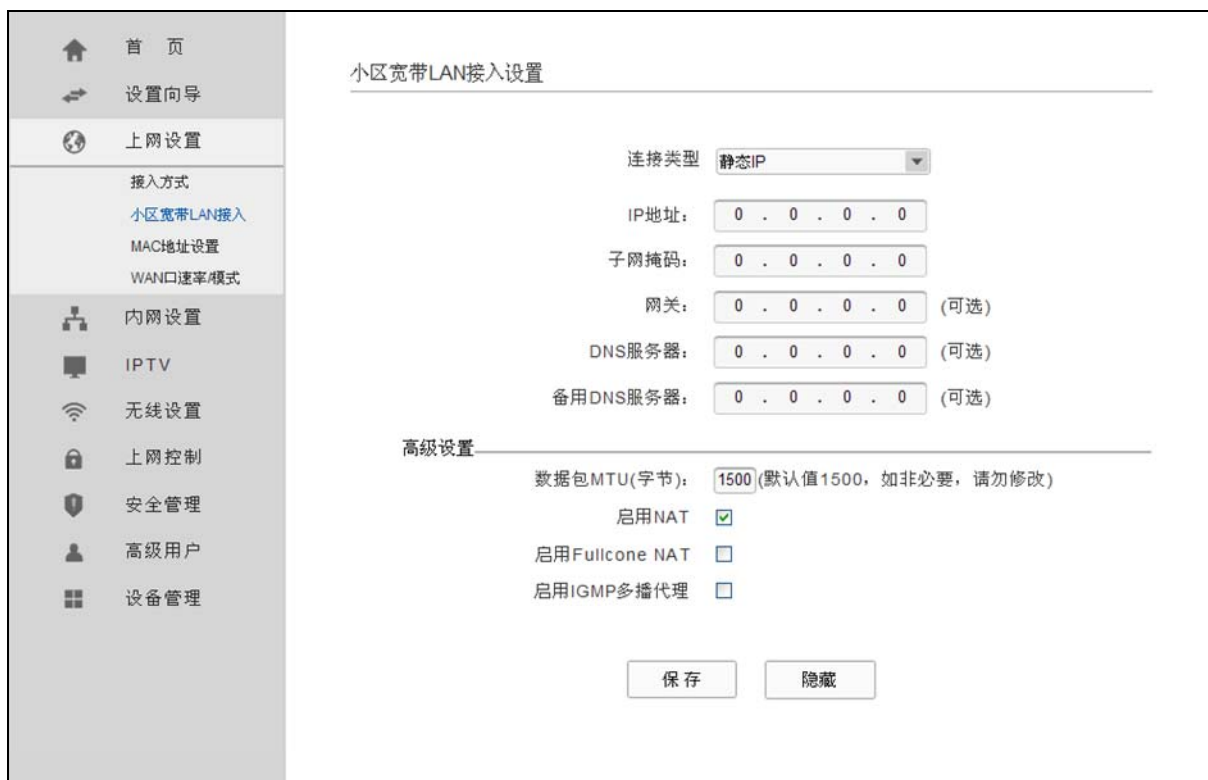 首 页
设置向导
上网设置
接入方式
小区宽带LAN接入
MAC地址设置
WAN口速率/模式
内网设置
IPTV
无线设置
上网控制
安全管理
高级用户
设备管理
小区宽带LAN接入设置
连接类型 静态IP
IP地址： 0 . 0 . 0 . 0
子网掩码： 0 . 0 . 0 . 0
网关： 0 . 0 . 0 . 0 (可选)
DNS服务器： 0 . 0 . 0 . 0 (可选)
备用DNS服务器： 0 . 0 . 0 . 0 (可选)
高级设置
数据包MTU(字节)： 1500 (默认值1500，如非必要，请勿修改)
启用NAT
启用Fullcone NAT
启用IGMP多播代理
保存 隐藏